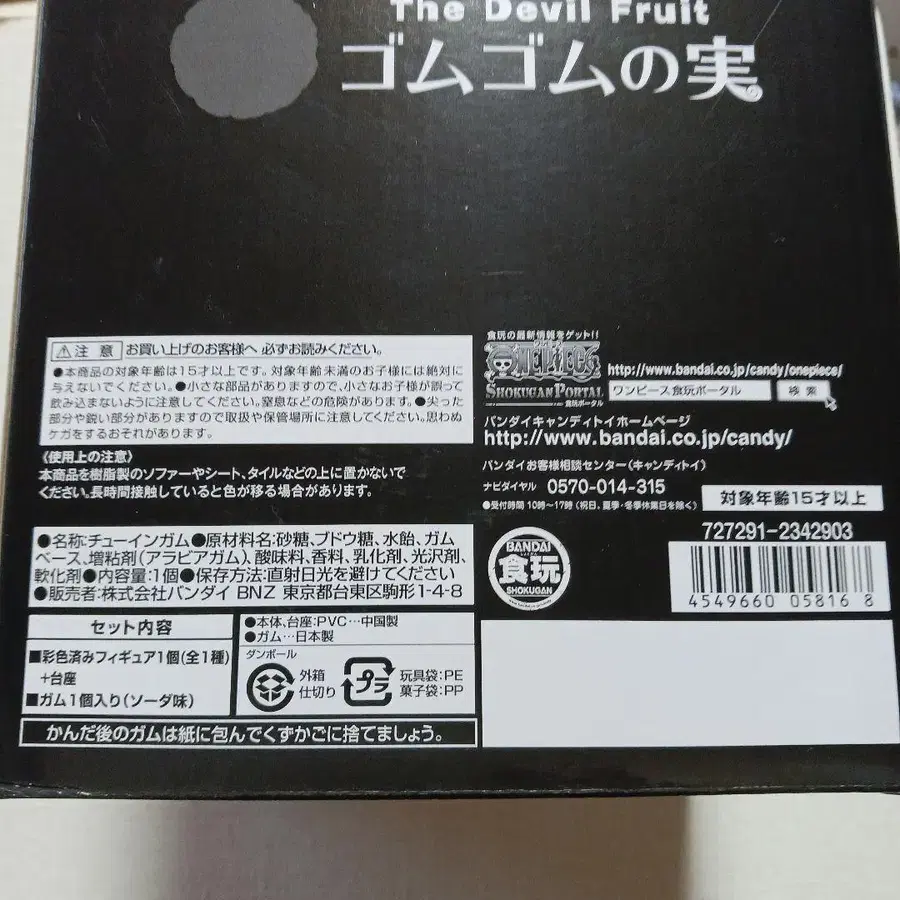 The Devil Fruit
ゴムゴムの実
注意 お買い上げのお客様へ 必ずお読みください。
●本商品の対象年齢は15才以上です。対象年齢未満のお子様には絶対に
与えないでください。●小さな部品がありますので、小さなお子様が誤って
飲み込まないように注意してください。窒息などの危険があります。●尖った
部分や鋭い部分がありますので取扱や保管場所に注意してください。思わぬ
ケガをするおそれがあります。
〈使用上の注意〉
本商品を樹脂製のソファーやシート、タイルなどの上に置かないで
ください。長時間接触していると色が移る場合があります。
食玩の最新情報をゲット!!
ONE PIECE
SHOKUGAN PORTAL
食玩ポータル
http://www.bandai.co.jp/candy/onepiece/
ワンピース食玩ポータル 検索
バンダイキャンディトイホームページ
http://www.bandai.co.jp/candy/
バンダイお客様相談センター(キャンディトイ)
ナビダイヤル 0570-014-315
●受付時間 10時〜17時 (祝日、夏季・冬季休業日を除く)
対象年齢15才以上
727291-2342903
4549660 05816 8
BANDAI
食玩
SHOKUGAN
●名称:チューインガム●原材料名:砂糖、ブドウ糖、水飴、ガム
ベース、増粘剤(アラビアガム)、酸味料、香料、乳化剤、光沢剤、
軟化剤●内容量:1個●保存方法:直射日光を避けてください
●販売者:株式会社バンダイ BNZ 東京都台東区駒形1-4-8
セット内容
■彩色済みフィギュア1個(全1種)
+台座
■ガム1個入り(ソーダ味)
●本体、台座:PVC…中国製
●ガム…日本製
ダンボール
外箱
仕切り
プラ
玩具袋:PE
菓子袋:PP
かんだ後のガムは紙に包んでくずかごに捨てましょう。